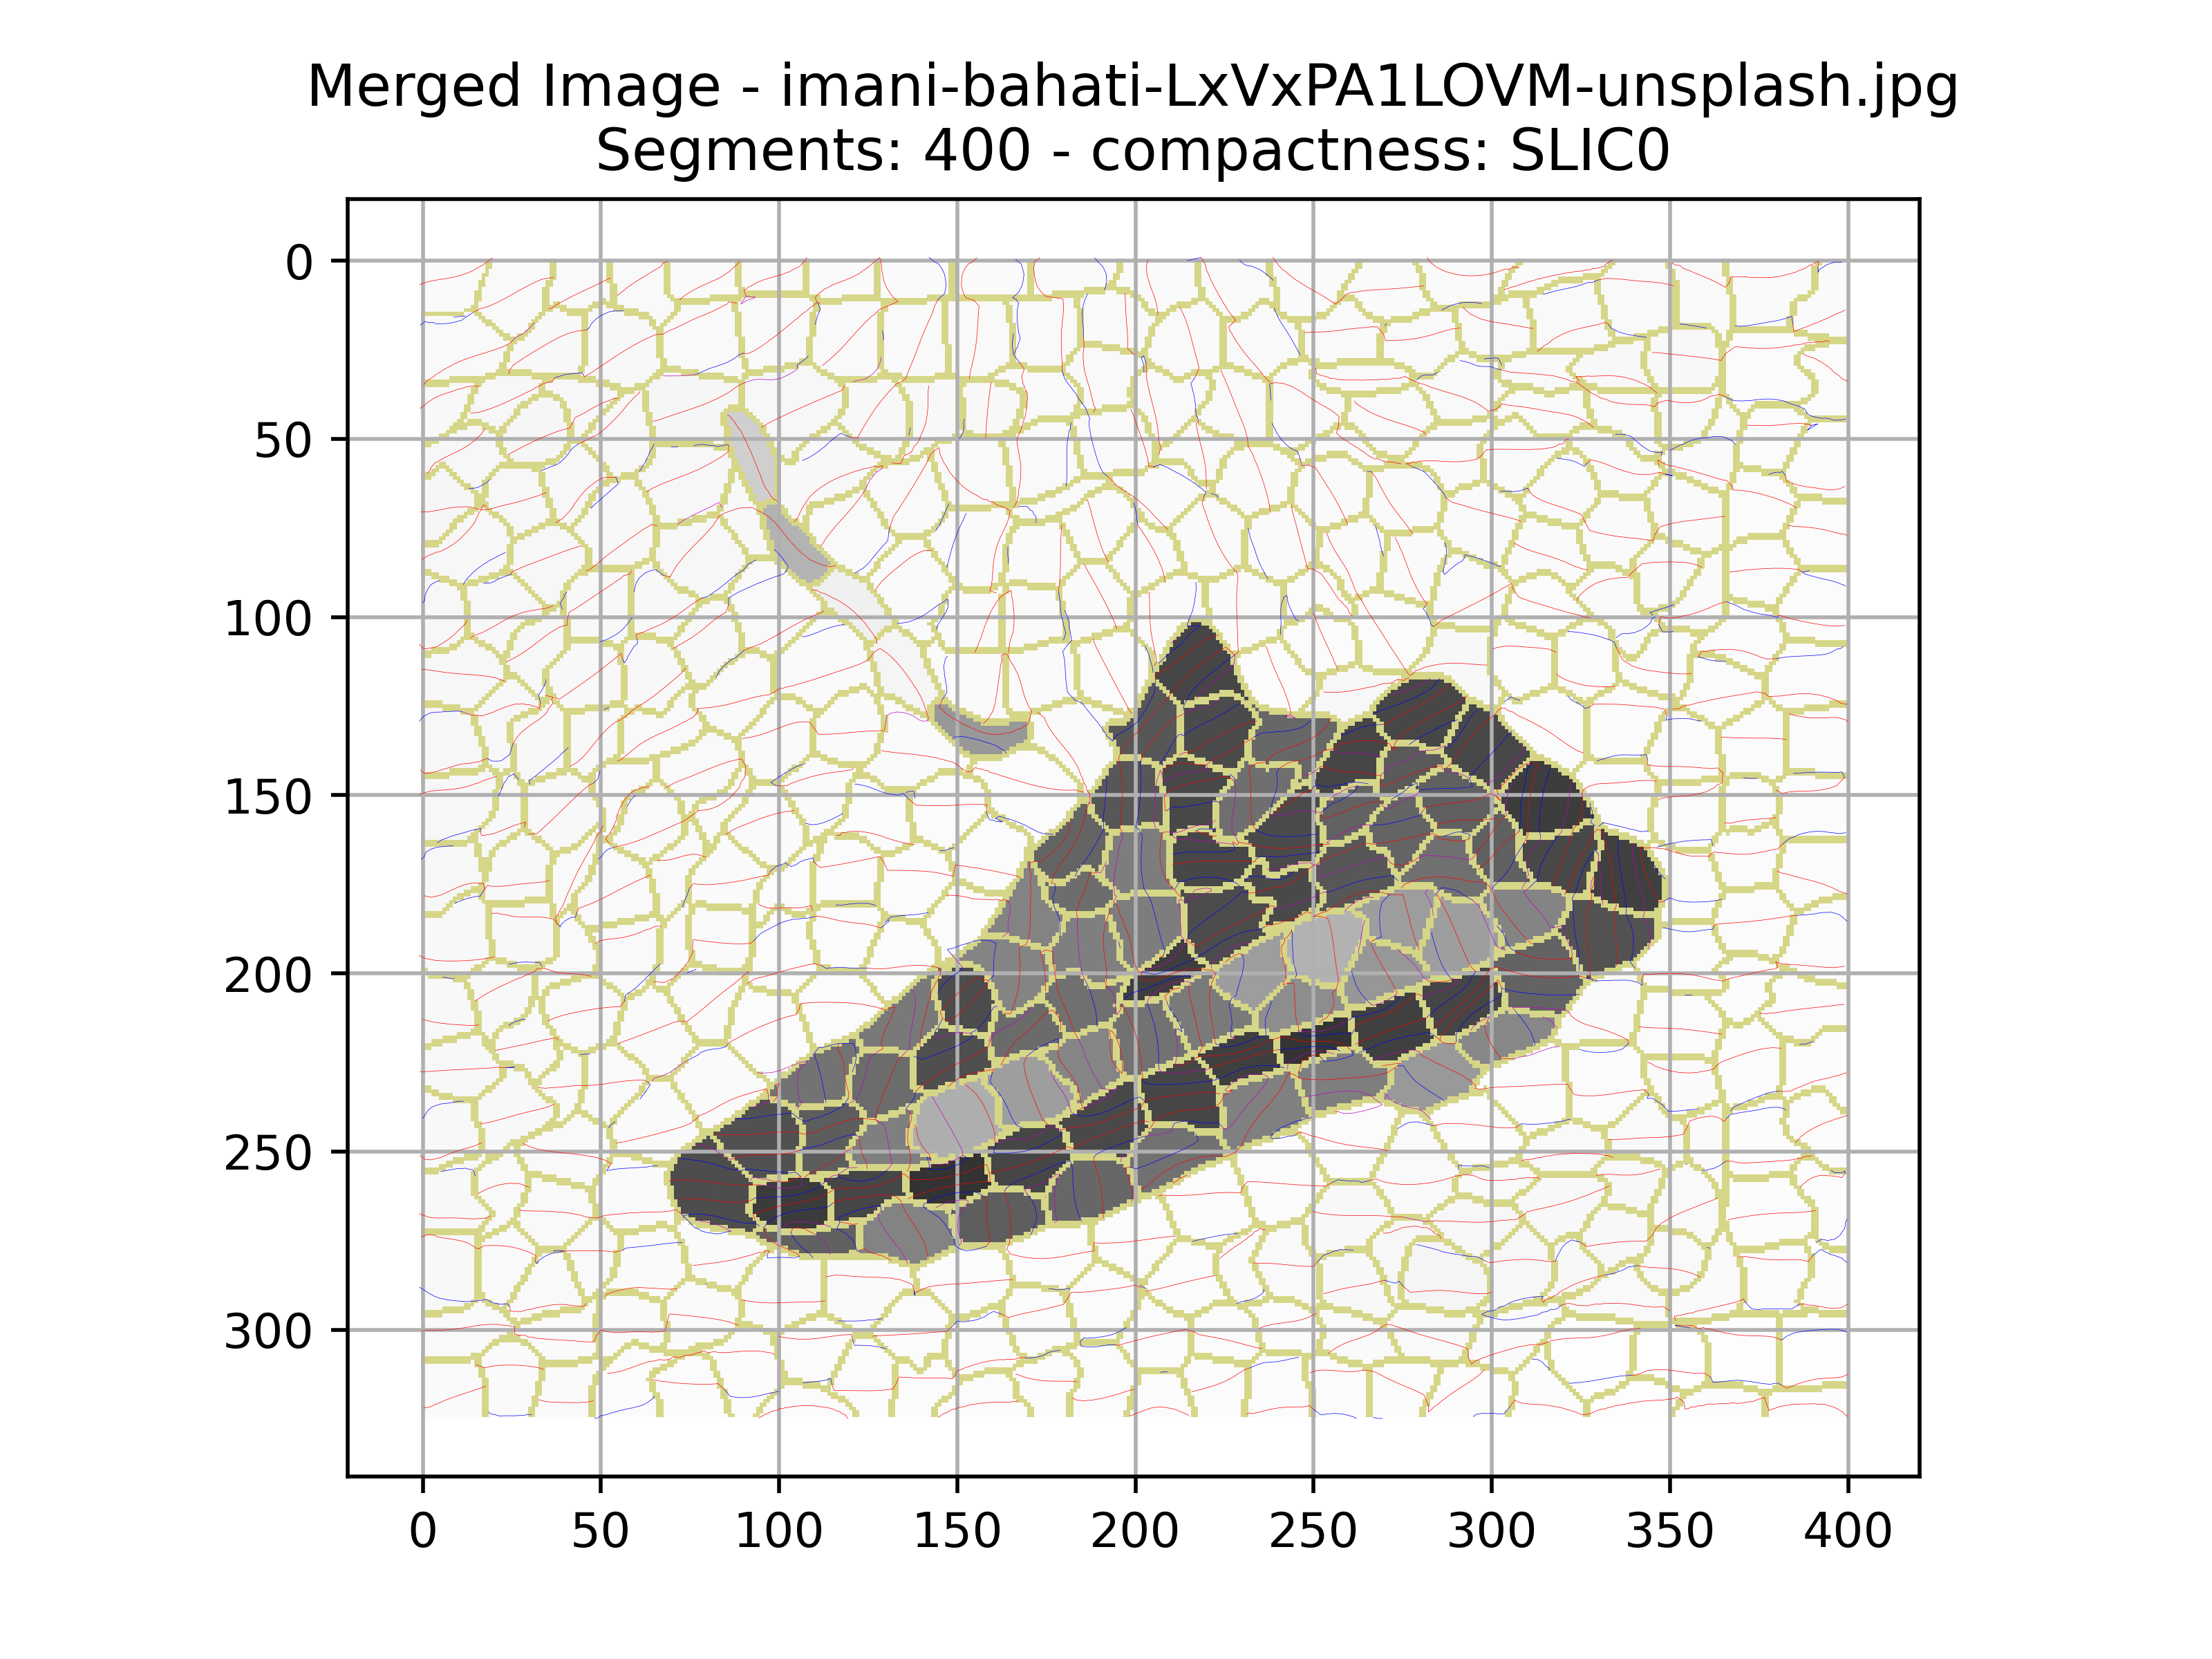 Merged Image - imani-bahati-LxVxPA1LOVM-unsplash.jpg
Segments: 400 - compactness: SLIC0
0
50
100
150
200
250
300
0 50 100 150 200 250 300 350 400